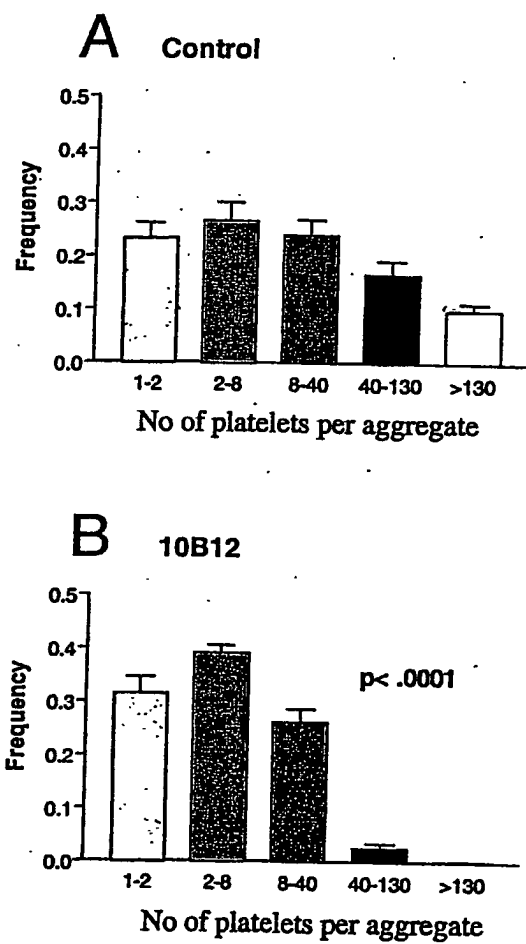 A Control
0.5
0.4
0.3
0.2
0.1
0.0
Frequency
1-2 2-8 8-40 40-130 >130
No of platelets per aggregate
B 10B12
0.5
0.4
0.3
0.2
0.1
0.0
Frequency
p< .0001
1-2 2-8 8-40 40-130 >130
No of platelets per aggregate